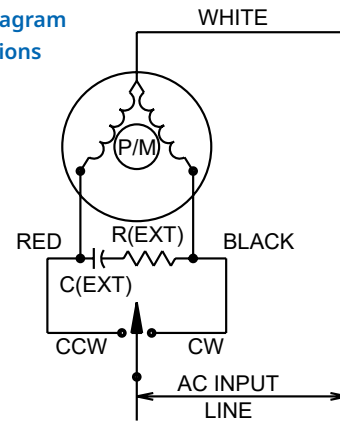 agram
ions
WHITE
P/M
RED
R(EXT)
BLACK
C(EXT)
CCW
CW
AC INPUT
LINE